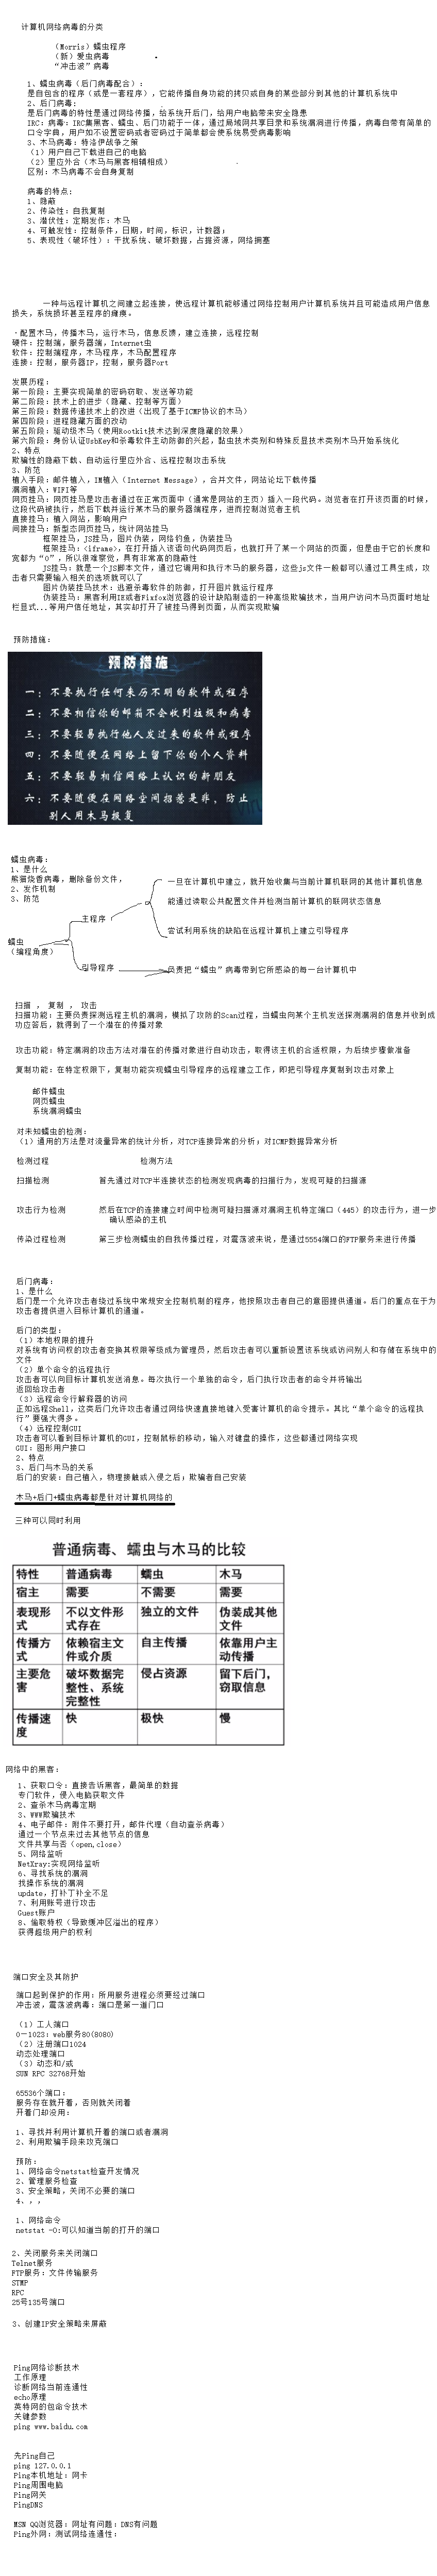 计算机网络病毒的分类
（Morris）蠕虫程序
（新）爱虫病毒
“冲击波”病毒
1、蠕虫病毒（后门病毒配合）：
是自包含的程序（或是一套程序），它能传播自身功能的拷贝或自身的某些部分到其他的计算机系统中
2、后门病毒：
是后门病毒的特性是通过网络传播，给系统开后门，给用户电脑带来安全隐患
IRC：病毒：IRC集黑客、蠕虫、后门功能于一体，通过局域网共享目录和系统漏洞进行传播，病毒自带有简单的
口令字典，用户如不设置密码或者密码过于简单都会使系统易受病毒影响
3、木马病毒：特洛伊战争之策
（1）用户自己下载进自己的电脑
（2）里应外合（木马与黑客相辅相成）
区别：木马病毒不会自身复制
病毒的特点：
1、隐蔽
2、传染性：自我复制
3、潜伏性：定期发作：木马
4、可触发性：控制条件，日期，时间，标识，计数器；
5、表现性（破坏性）：干扰系统、破坏数据，占据资源，网络拥塞
一种与远程计算机之间建立起连接，使远程计算机能够通过网络控制用户计算机系统并且可能造成用户信息
损失，系统损坏甚至程序的瘫痪。
·配置木马，传播木马，运行木马，信息反馈，建立连接，远程控制
硬件：控制端，服务器端，Internet虫
软件：控制端程序，木马程序，木马配置程序
连接：控制，服务器IP，控制，服务器Port
发展历程：
第一阶段：主要实现简单的密码窃取、发送等功能
第二阶段：技术上的进步（隐藏、控制等方面）
第三阶段：数据传递技术上的改进（出现了基于ICMP协议的木马）
第四阶段：进程隐藏方面的改动
第五阶段：驱动级木马（使用Rootkit技术达到深度隐藏的效果）
第六阶段：身份认证UsbKey和杀毒软件主动防御的兴起，黏虫技术类别和特殊反显技术类别木马开始系统化
2、特点
欺骗性的隐蔽下载、自动运行里应外合、远程控制攻击系统
3、防范
植入手段：邮件植入，IM植入（Internet Message），合并文件，网站论坛下载传播
漏洞植入：WIFI等
网页挂马：网页挂马是攻击者通过在正常页面中（通常是网站的主页）插入一段代码。浏览者在打开该页面的时候，
这段代码被执行，然后下载并运行某木马的服务器端程序，进而控制浏览者主机
直接挂马：植入网站，影响用户
间接挂马：新型态网页挂马，统计网站挂马
框架挂马，JS挂马，图片伪装，网络钓鱼，伪装挂马
框架挂马：<iframe>，在打开插入该语句代码网页后，也就打开了某一个网站的页面，但是由于它的长度和
宽都为“0”，所以很难察觉，具有非常高的隐蔽性
JS挂马：就是一个JS脚本文件，通过它调用和执行木马的服务器，这些js文件一般都可以通过工具生成，攻
击者只需要输入相关的选项就可以了
图片伪装挂马技术：逃避杀毒软件的防御，打开图片就运行程序
伪装挂马：黑客利用IE或者Fixfox浏览器的设计缺陷制造的一种高级欺骗技术，当用户访问木马页面时地址
栏显式...等用户信任地址，其实却打开了被挂马得到页面，从而实现欺骗
预防措施：
预防措施
一：不要执行任何来历不明的软件或程序
二：不要相信你的邮箱不会收到垃圾和病毒
三：不要轻易执行他人发过来的软件或程序
四：不要随便在网络上留下你的个人资料
五：不要轻易相信网络上认识的新朋友
六：不要随便在网络空间招惹是非，防止
别人用木马报复
蠕虫病毒：
1、是什么
熊猫烧香病毒，删除备份文件，
2、发作机制
3、防范
一旦在计算机中建立，就开始收集与当前计算机联网的其他计算机信息
能通过读取公共配置文件并检测当前计算机的联网状态信息
主程序
尝试利用系统的缺陷在远程计算机上建立引导程序
蠕虫
（编程角度）
引导程序
负责把“蠕虫”病毒带到它所感染的每一台计算机中
扫描 ， 复制 ， 攻击
扫描功能：主要负责探测远程主机的漏洞，模拟了攻防的Scan过程，当蠕虫向某个主机发送探测漏洞的信息并收到成
功应答后，就得到了一个潜在的传播对象
攻击功能：特定漏洞的攻击方法对潜在的传播对象进行自动攻击，取得该主机的合适权限，为后续步骤做准备
复制功能：在特定权限下，复制功能实现蠕虫引导程序的远程建立工作，即把引导程序复制到攻击对象上
邮件蠕虫
网页蠕虫
系统漏洞蠕虫
对未知蠕虫的检测：
（1）通用的方法是对流量异常的统计分析，对TCP连接异常的分析；对ICMP数据异常分析
检测过程 检测方法
扫描检测 首先通过对TCP半连接状态的检测发现病毒的扫描行为，发现可疑的扫描源
攻击行为检测 然后在TCP的连接建立时间中检测可疑扫描源对漏洞主机特定端口（445）的攻击行为，进一步
确认感染的主机
传染过程检测 第三步检测蠕虫的自我传播过程，对震荡波来说，是通过5554端口的FTP服务来进行传播
后门病毒：
1、是什么
后门是一个允许攻击者绕过系统中常规安全控制机制的程序，他按照攻击者自己的意图提供通道。后门的重点在于为
攻击者提供进入目标计算机的通道。
后门的类型：
（1）本地权限的提升
对系统有访问权的攻击者变换其权限等级成为管理员，然后攻击者可以重新设置该系统或访问别人和存储在系统中的
文件
（2）单个命令的远程执行
攻击者可以向目标计算机发送消息。每次执行一个单独的命令，后门执行攻击者的命令并将输出
返回给攻击者
（3）远程命令行解释器的访问
正如远程Shell，这类后门允许攻击者通过网络快速直接地键入受害计算机的命令提示。其比“单个命令的远程执
行”要强大得多。
（4）远程控制GUI
攻击者可以看到目标计算机的GUI，控制鼠标的移动，输入对键盘的操作，这些都通过网络实现
GUI：图形用户接口
2、特点
3、后门与木马的关系
后门的安装：自己植入，物理接触或入侵之后；欺骗者自己安装
木马+后门+蠕虫病毒都是针对计算机网络的
三种可以同时利用
普通病毒、蠕虫与木马的比较
特性 普通病毒 蠕虫 木马
宿主 需要 不需要 需要
表现形式 不以文件形式存在 独立的文件 伪装成其他文件
传播方式 依赖宿主文件或介质 自主传播 依靠用户主动传播
主要危害 破坏数据完整性、系统完整性 侵占资源 留下后门，窃取信息
传播速度 快 极快 慢
网络中的黑客：
1、获取口令：直接告诉黑客，最简单的数据
专门软件，侵入电脑获取文件
2、查杀木马病毒定期
3、WWW欺骗技术
4、电子邮件：附件不要打开，邮件代理（自动查杀病毒）
通过一个节点来过去其他节点的信息
文件共享与否（open,close）
5、网络监听
NetXray:实现网络监听
6、寻找系统的漏洞
找操作系统的漏洞
update，打补丁补全不足
7、利用账号进行攻击
Guest账户
8、偷取特权（导致缓冲区溢出的程序）
获得超级用户的权利
端口安全及其防护
端口起到保护的作用：所用服务进程必须要经过端口
冲击波，震荡波病毒：端口是第一道门口
（1）工人端口
0－1023：web服务80(8080)
（2）注册端口1024
动态处理端口
（3）动态和/或
SUN RPC 32768开始
65536个端口：
服务存在就开着，否则就关闭着
开着门却没用：
1、寻找并利用计算机开着的端口或者漏洞
2、利用欺骗手段来攻克端口
预防：
1、网络命令netstat检查开发情况
2、管理服务检查
3、安全策略，关闭不必要的端口
4、，，
1、网络命令
netstat -O:可以知道当前的打开的端口
2、关闭服务来关闭端口
Telnet服务
FTP服务：文件传输服务
STMP
RPC
25号135号端口
3、创建IP安全策略来屏蔽
Ping网络诊断技术
工作原理
诊断网络当前连通性
echo原理
英特网的包命令技术
关键参数
ping www.baidu.com
先Ping自己
ping 127.0.0.1
Ping本机地址：网卡
Ping周围电脑
Ping网关
PingDNS
MSN QQ浏览器：网址有问题：DNS有问题
Ping外网：测试网络连通性；